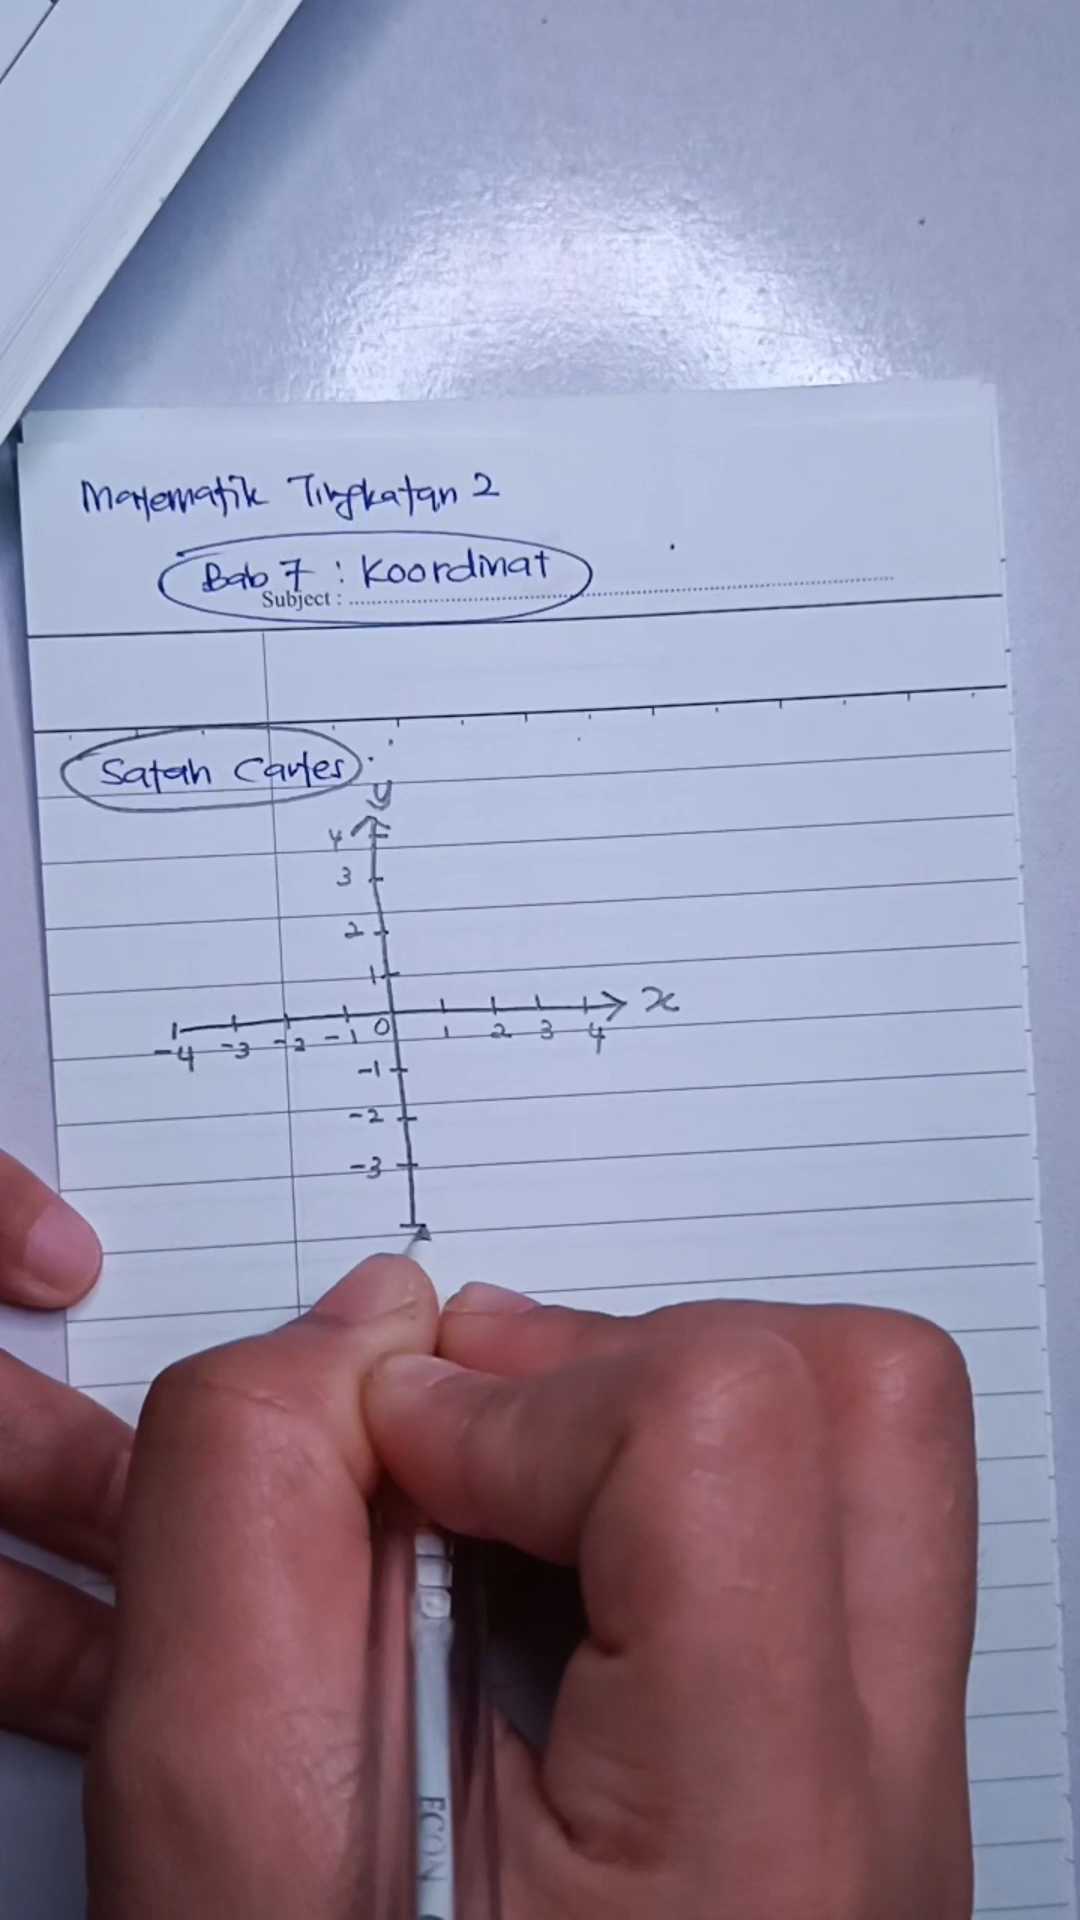 Matematik Tingkatan 2
Bab 7 : Koordinat
Subject :
Satah Cartes
y
4
3
2
1
x
-4 -3 -2 -1 0 1 2 3 4
-1
-2
-3
ECON